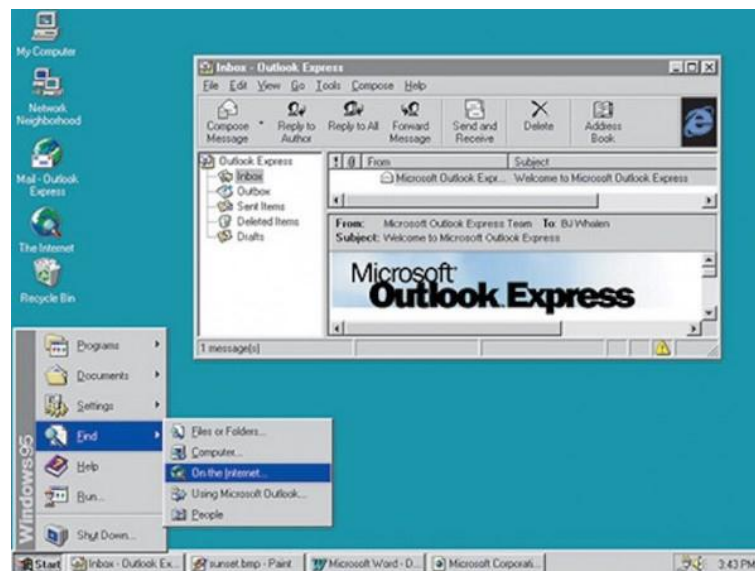 My Computer
Network
Neighborhood
Mail - Outlook
Express
The Internet
Recycle Bin
Inbox - Outlook Express
File Edit View Go Tools Compose Help
Compose
Message
Reply to
Author
Reply to All
Forward
Message
Send and
Receive
Delete
Address
Book
Outlook Express
Inbox
Outbox
Sent Items
Deleted Items
Drafts
! From Subject
Microsoft Outlook Expr... Welcome to Microsoft Outlook Express
From: Microsoft Outlook Express Team To: BJ Whalen
Subject: Welcome to Microsoft Outlook Express
Microsoft
Outlook Express
1 message(s)
Windows95
Programs
Documents
Settings
Find
Help
Run...
Shut Down...
Files or Folders...
Computer...
On the Internet...
Using Microsoft Outlook...
People
Start
Inbox - Outlook Ex...
sunset.bmp - Paint
Microsoft Word - D...
Microsoft Corporati...
3:43 PM